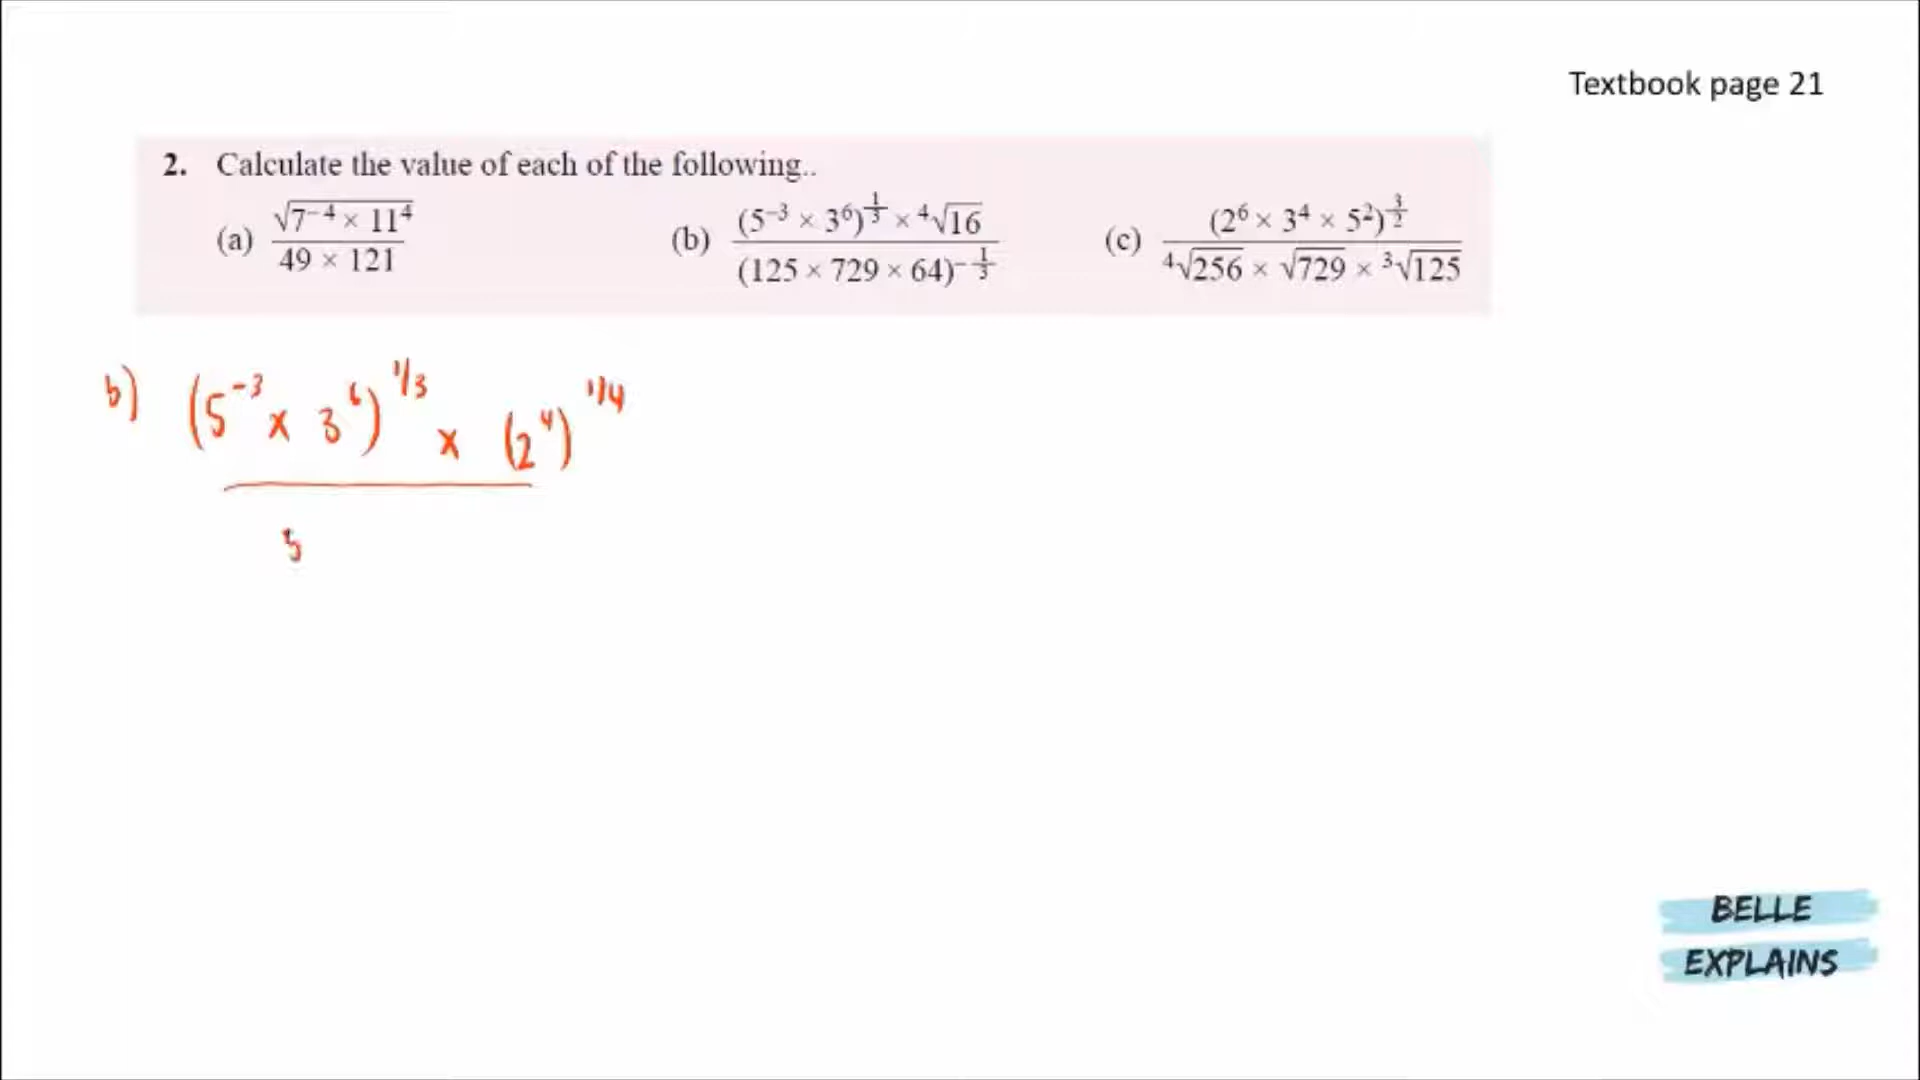 Textbook page 21
2. Calculate the value of each of the following..
(a) √(7⁻⁴ × 11⁴) / (49 × 121) (b) ((5⁻³ × 3⁶)^(1/3) × ⁴√16) / (125 × 729 × 64)^(-1/3) (c) (2⁶ × 3⁴ × 5²)^(3/2) / (⁴√256 × √729 × ³√125)
b) (5⁻³ × 3⁶)^(1/3) × (2⁴)^(1/4)
5
BELLE
EXPLAINS